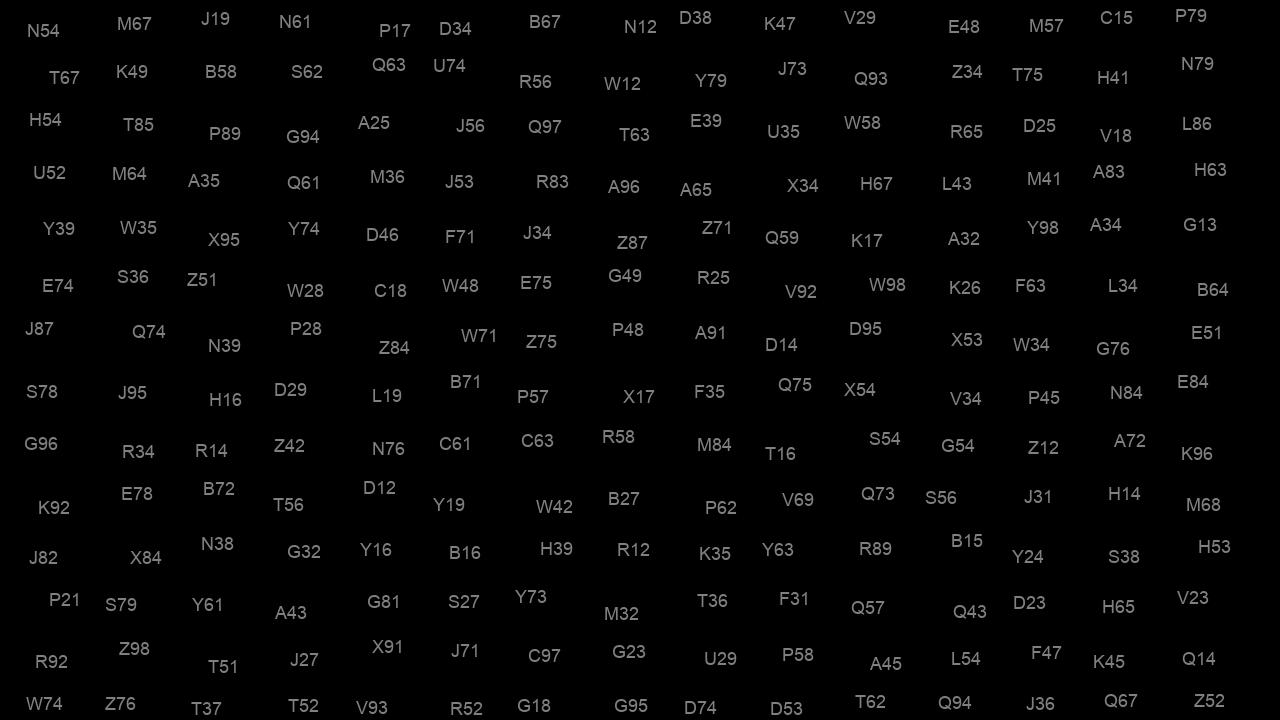 N54 M67 J19 N61 P17 D34 B67 N12 D38 K47 V29 E48 M57 C15 P79
T67 K49 B58 S62 Q63 U74 R56 W12 Y79 J73 Q93 Z34 T75 H41 N79
H54 T85 P89 G94 A25 J56 Q97 T63 E39 U35 W58 R65 D25 V18 L86
U52 M64 A35 Q61 M36 J53 R83 A96 A65 X34 H67 L43 M41 A83 H63
Y39 W35 X95 Y74 D46 F71 J34 Z87 Z71 Q59 K17 A32 Y98 A34 G13
E74 S36 Z51 W28 C18 W48 E75 G49 R25 V92 W98 K26 F63 L34 B64
J87 Q74 N39 P28 Z84 W71 Z75 P48 A91 D14 D95 X53 W34 G76 E51
S78 J95 H16 D29 L19 B71 P57 X17 F35 Q75 X54 V34 P45 N84 E84
G96 R34 R14 Z42 N76 C61 C63 R58 M84 T16 S54 G54 Z12 A72 K96
K92 E78 B72 T56 D12 Y19 W42 B27 P62 V69 Q73 S56 J31 H14 M68
J82 X84 N38 G32 Y16 B16 H39 R12 K35 Y63 R89 B15 Y24 S38 H53
P21 S79 Y61 A43 G81 S27 Y73 M32 T36 F31 Q57 Q43 D23 H65 V23
R92 Z98 T51 J27 X91 J71 C97 G23 U29 P58 A45 L54 F47 K45 Q14
W74 Z76 T37 T52 V93 R52 G18 G95 D74 D53 T62 Q94 J36 Q67 Z52